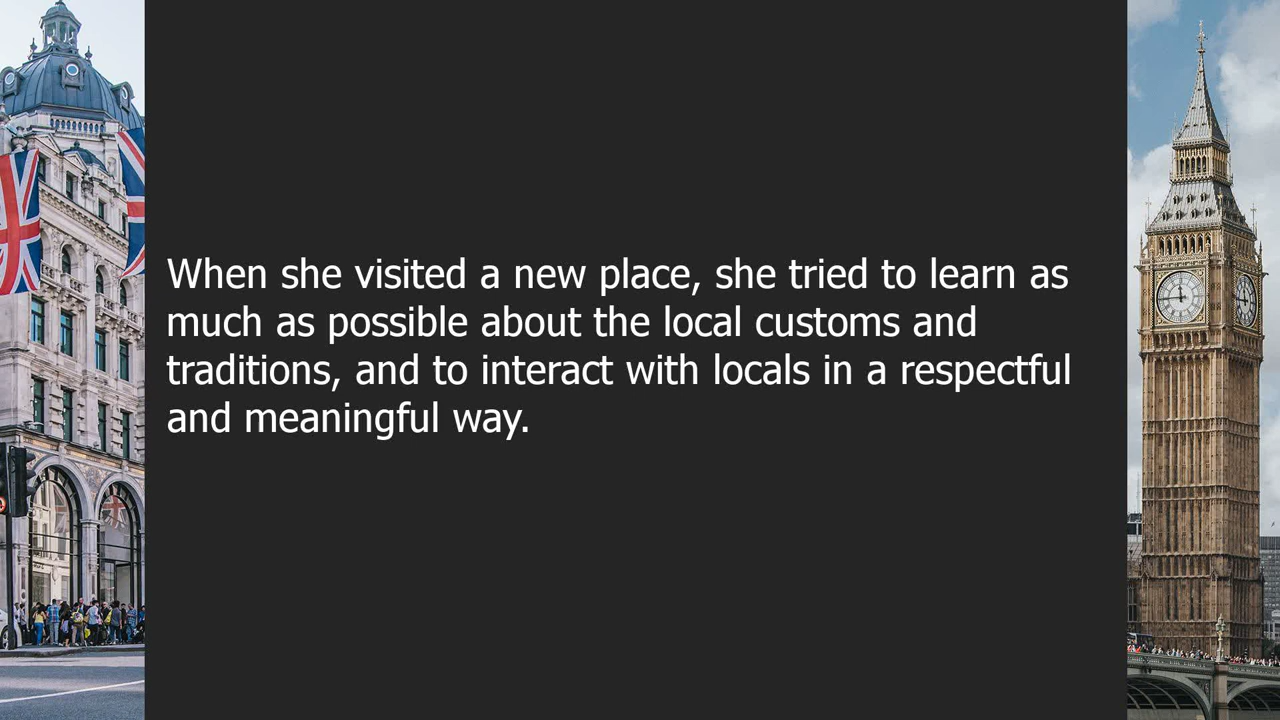 When she visited a new place, she tried to learn as
much as possible about the local customs and
traditions, and to interact with locals in a respectful
and meaningful way.